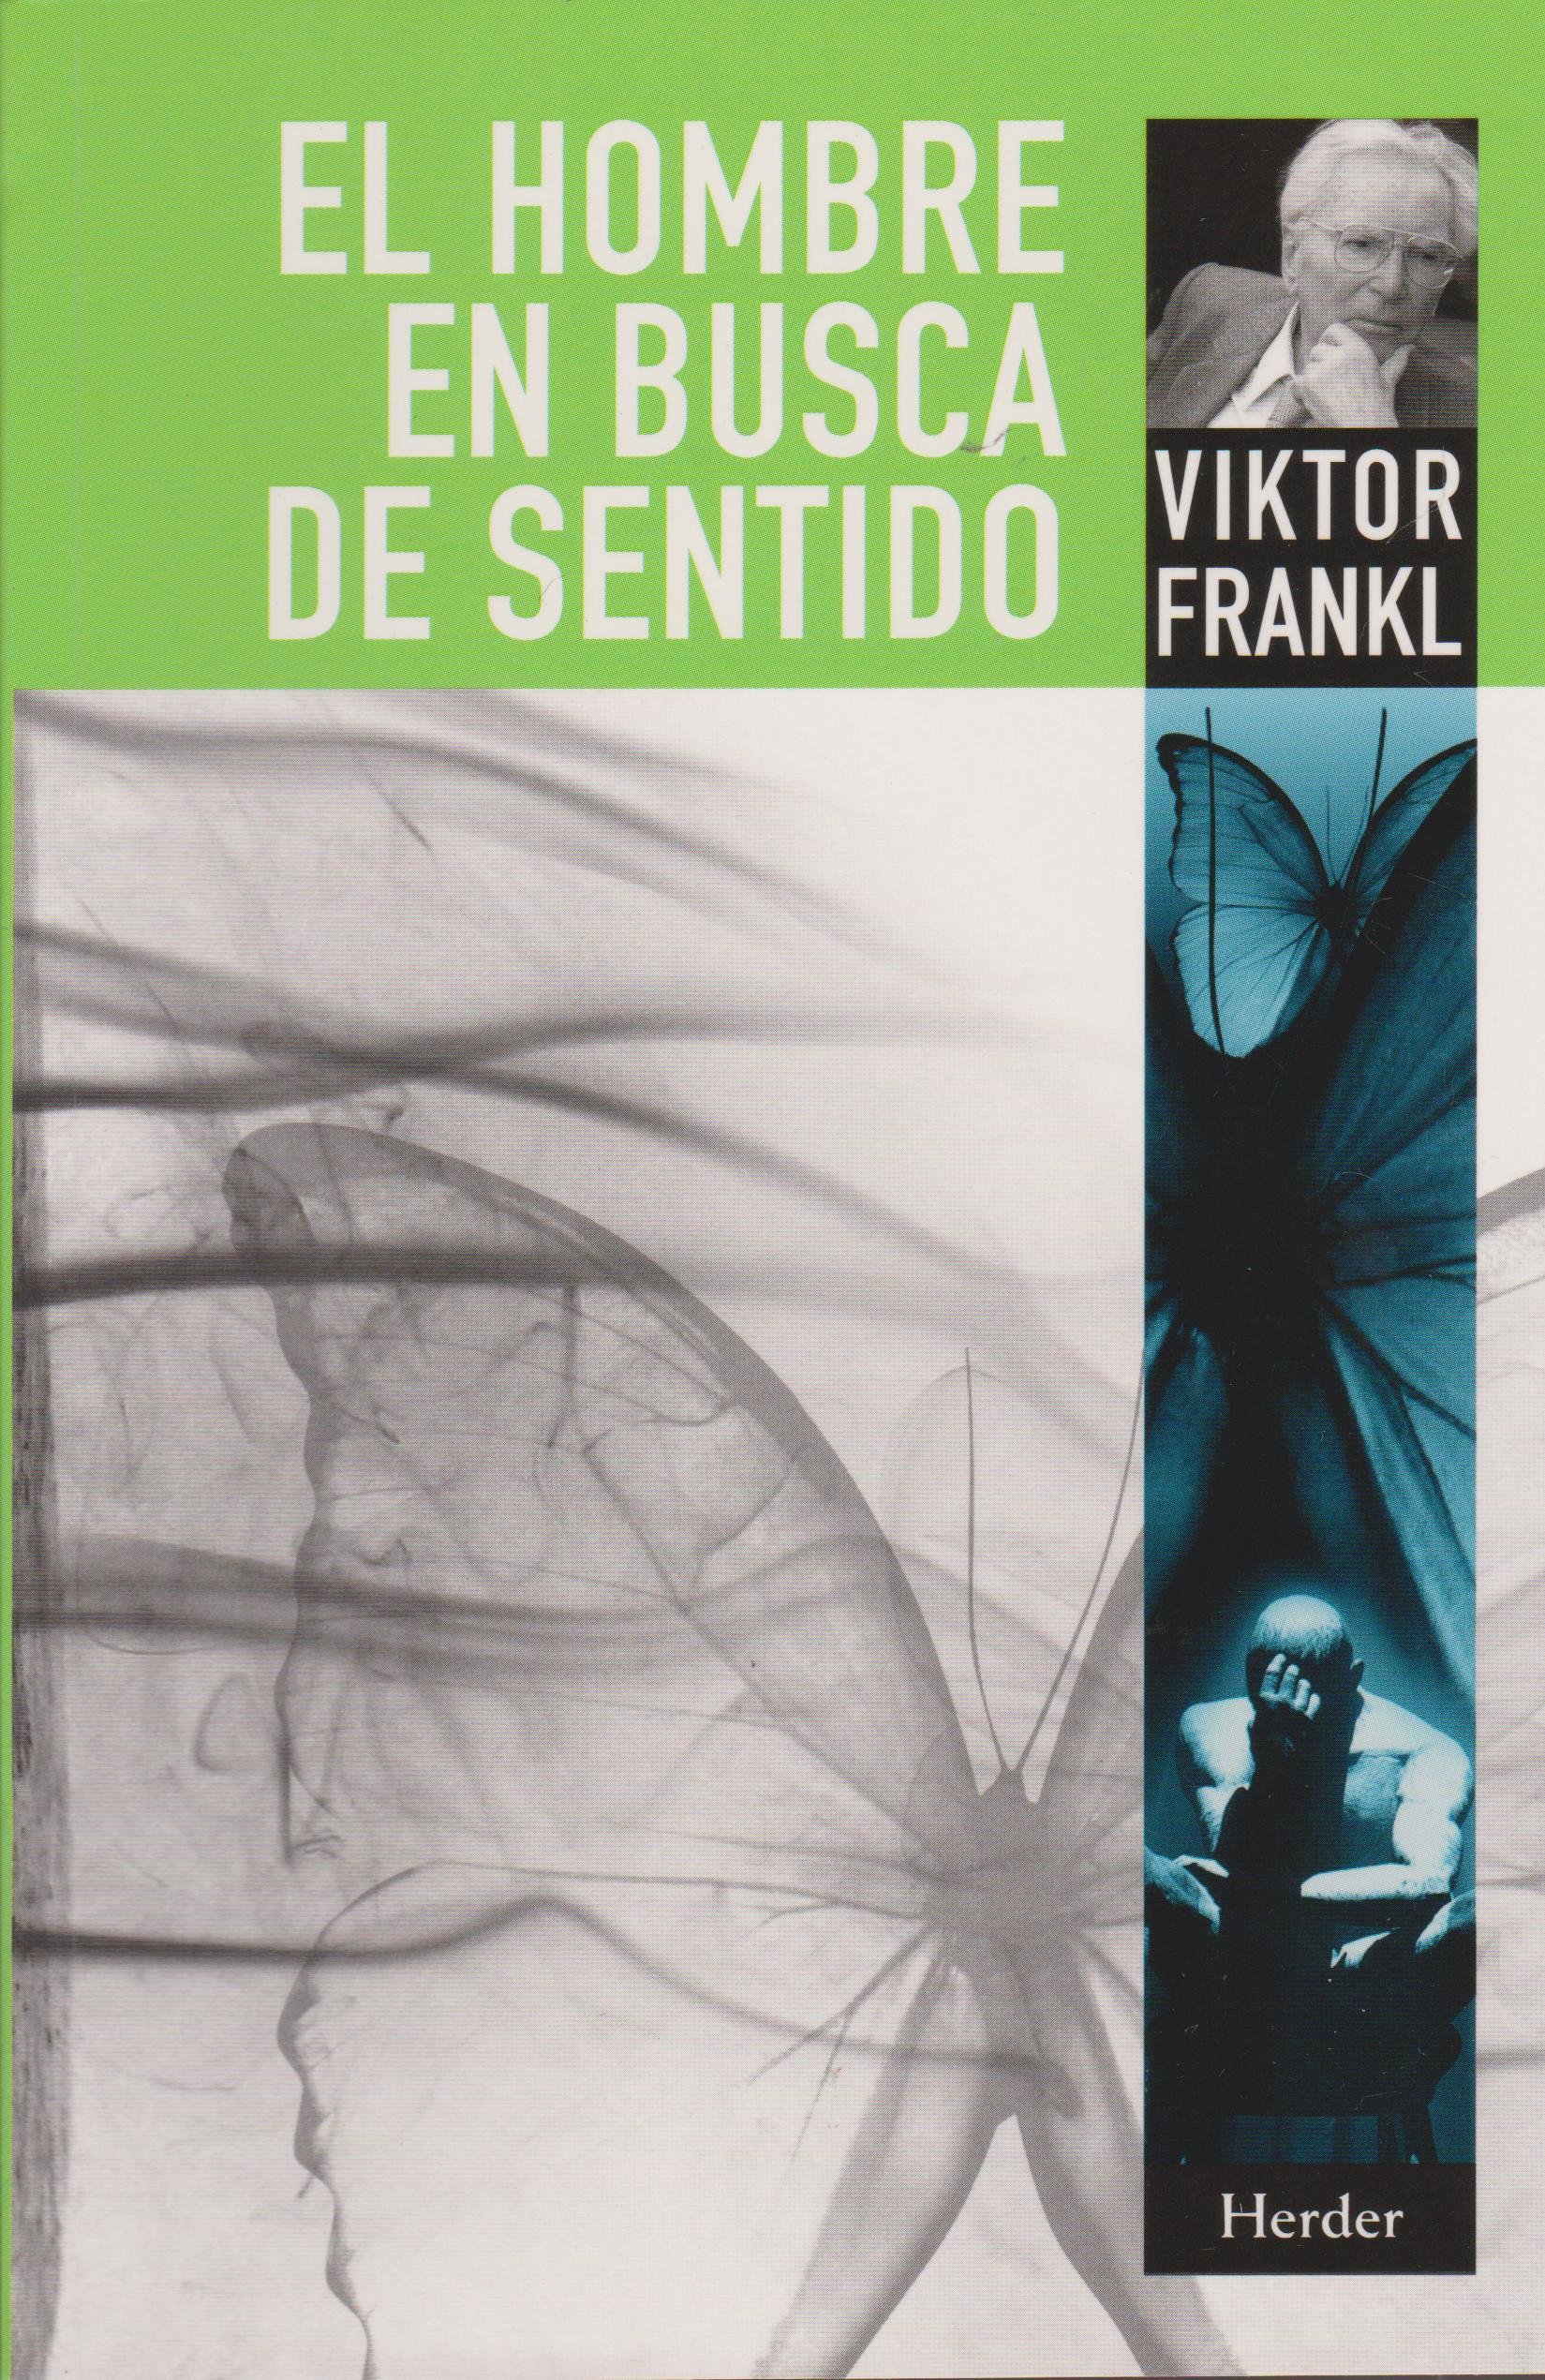 EL HOMBRE
EN BUSCA
DE SENTIDO
VIKTOR
FRANKL
Herder